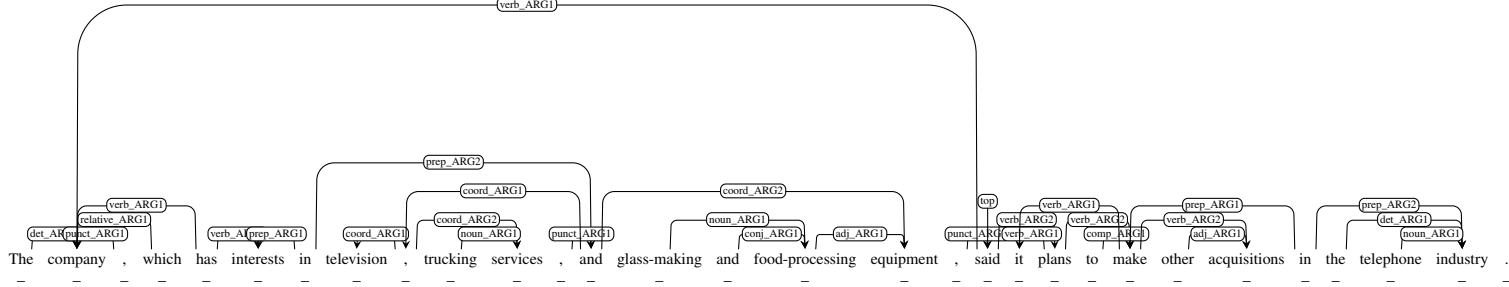 verb_ARG1
prep_ARG2
coord_ARG1 coord_ARG2
verb_ARG1 top verb_ARG1 prep_ARG1 prep_ARG2
relative_ARG1 coord_ARG2 noun_ARG1 verb_ARG2 verb_ARG2 verb_ARG2 det_ARG1
punct_ARG1 prep_ARG1 coord_ARG1 noun_ARG1 punct_ARG1 conj_ARG1 adj_ARG1 verb_ARG1 comp_ARG1 adj_ARG1 noun_ARG1
The company , which has interests in television , trucking services , and glass-making and food-processing equipment , said it plans to make other acquisitions in the telephone industry .
_ _ _ _ _ _ _ _ _ _ _ _ _ _ _ _ _ _ _ _ _ _ _ _ _ _ _ _ _ _